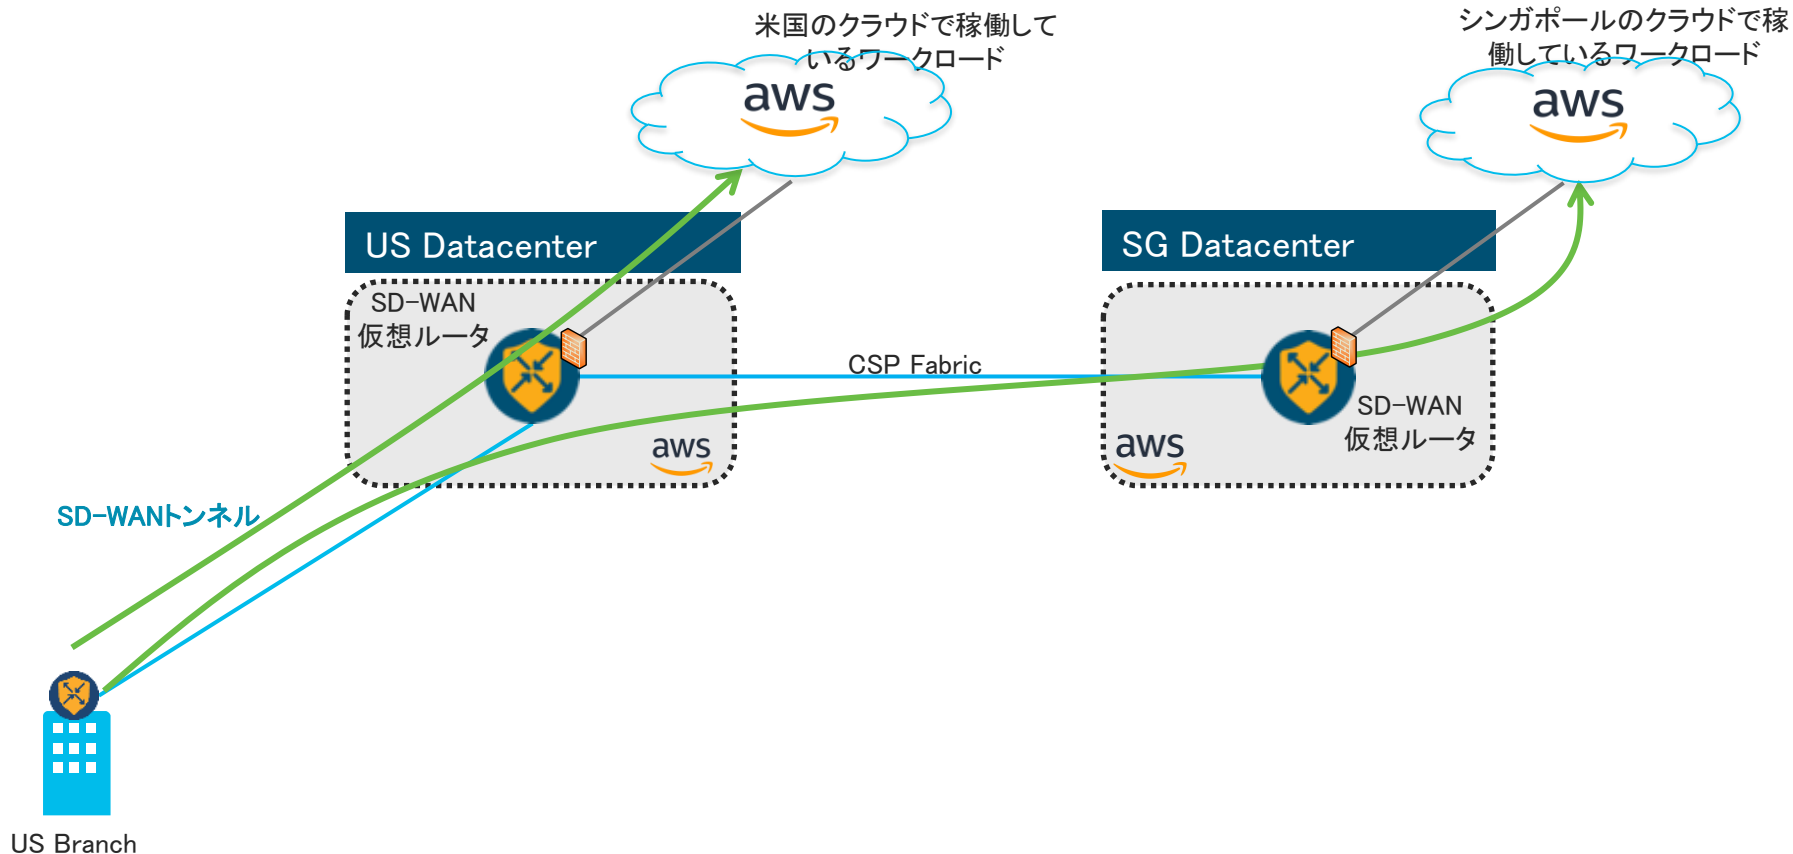 米国のクラウドで稼働して
いるワークロード
aws
シンガポールのクラウドで稼
働しているワークロード
aws
US Datacenter
SD-WAN
仮想ルータ
aws
CSP Fabric
SG Datacenter
SD-WAN
仮想ルータ
aws
SD-WANトンネル
US Branch